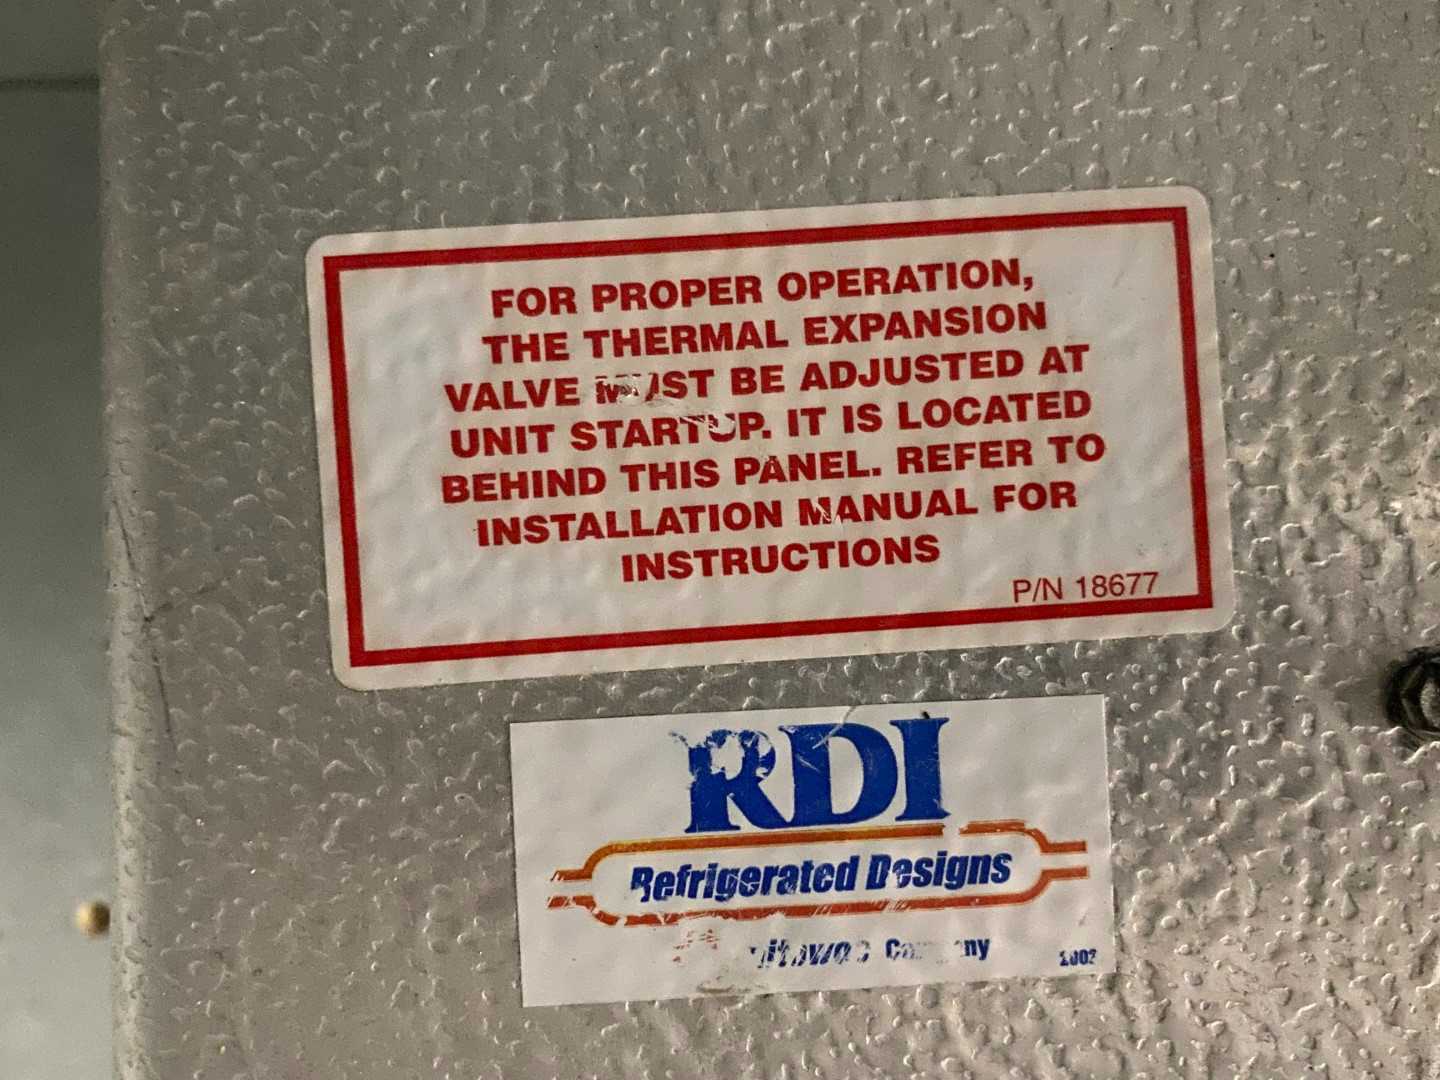 FOR PROPER OPERATION,
THE THERMAL EXPANSION
VALVE MUST BE ADJUSTED AT
UNIT STARTUP. IT IS LOCATED
BEHIND THIS PANEL. REFER TO
INSTALLATION MANUAL FOR
INSTRUCTIONS
P/N 18677
RDI
Refrigerated Designs
Company